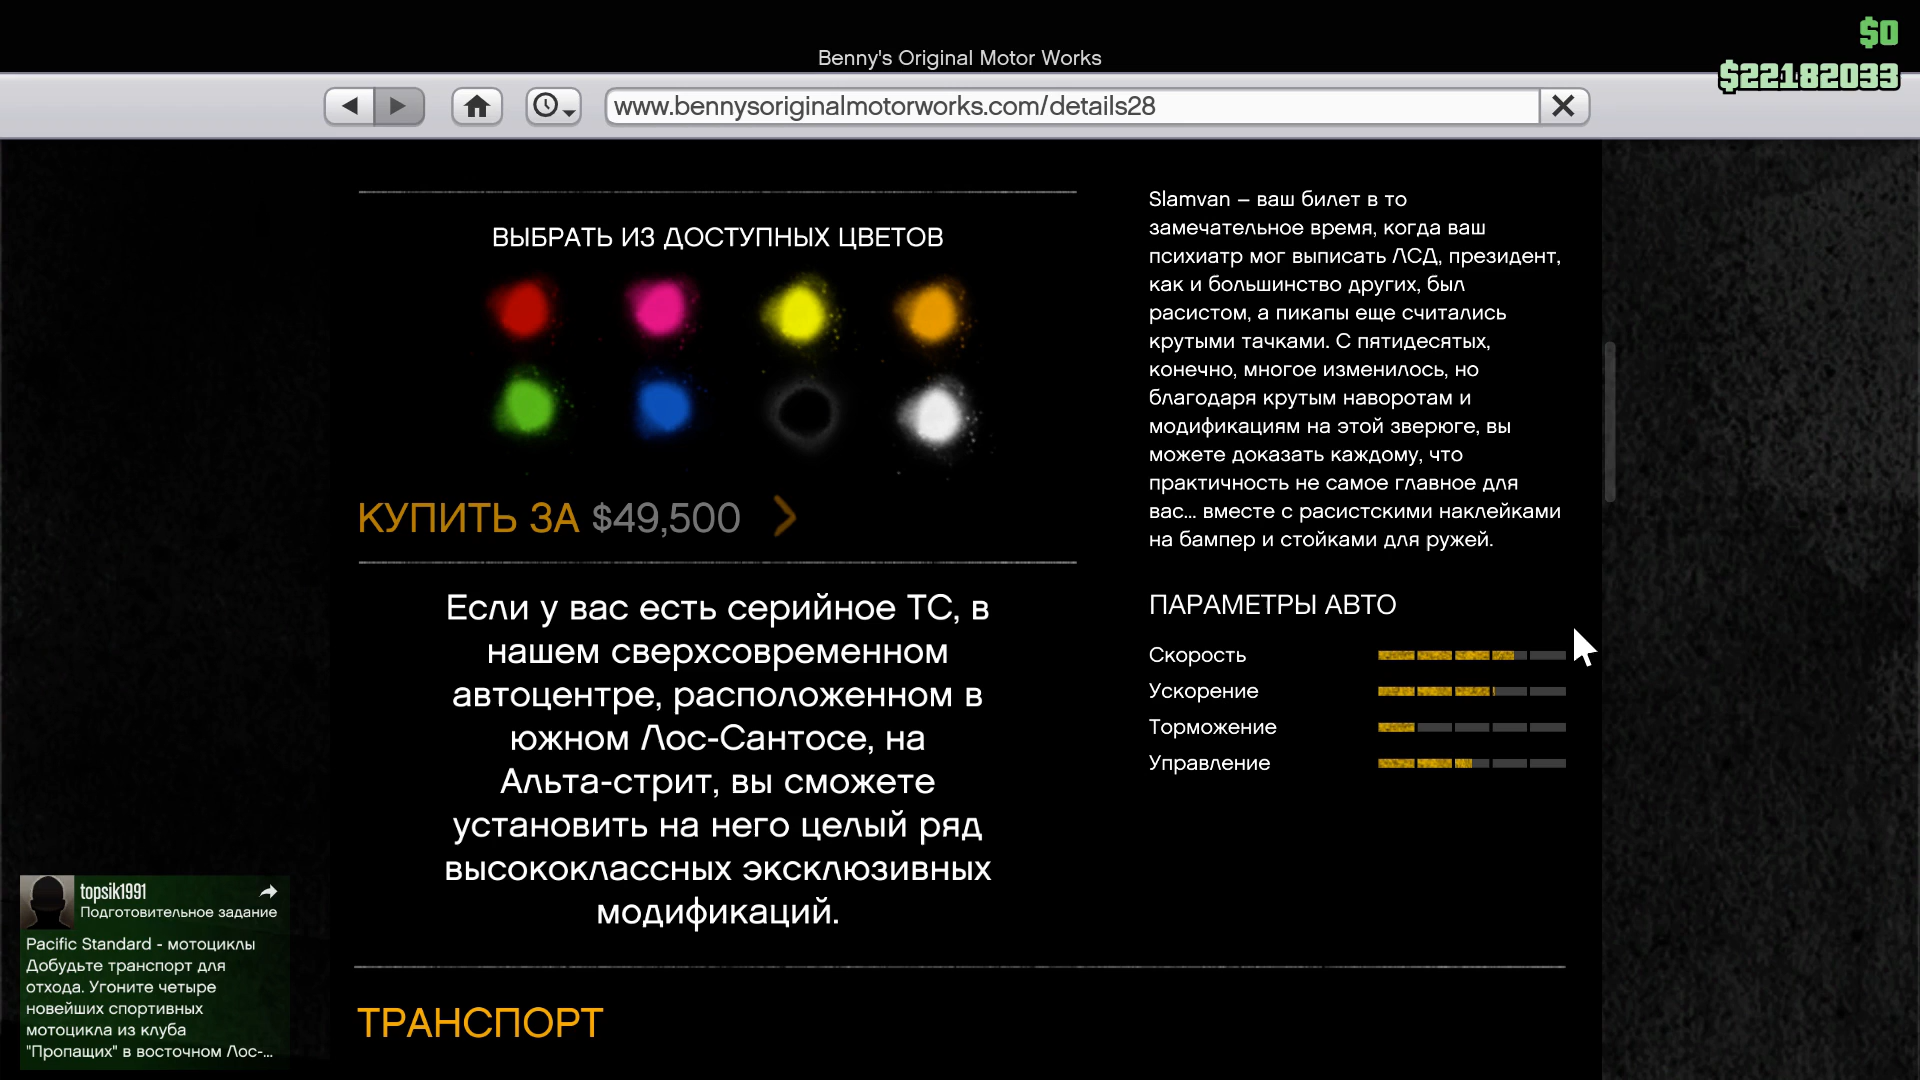 $0
$22182033
Benny's Original Motor Works
www.bennysoriginalmotorworks.com/details28
ВЫБРАТЬ ИЗ ДОСТУПНЫХ ЦВЕТОВ
КУПИТЬ ЗА $49,500
Если у вас есть серийное ТС, в
нашем сверхсовременном
автоцентре, расположенном в
южном Лос-Сантосе, на
Альта-стрит, вы сможете
установить на него целый ряд
высококлассных эксклюзивных
модификаций.
Slamvan – ваш билет в то
замечательное время, когда ваш
психиатр мог выписать ЛСД, президент,
как и большинство других, был
расистом, а пикапы еще считались
крутыми тачками. С пятидесятых,
конечно, многое изменилось, но
благодаря крутым наворотам и
модификациям на этой зверюге, вы
можете доказать каждому, что
практичность не самое главное для
вас... вместе с расистскими наклейками
на бампер и стойками для ружей.
ПАРАМЕТРЫ АВТО
Скорость
Ускорение
Торможение
Управление
ТРАНСПОРТ
topsik1991
Подготовительное задание
Pacific Standard - мотоциклы
Добудьте транспорт для
отхода. Угоните четыре
новейших спортивных
мотоцикла из клуба
"Пропащих" в восточном Лос-...